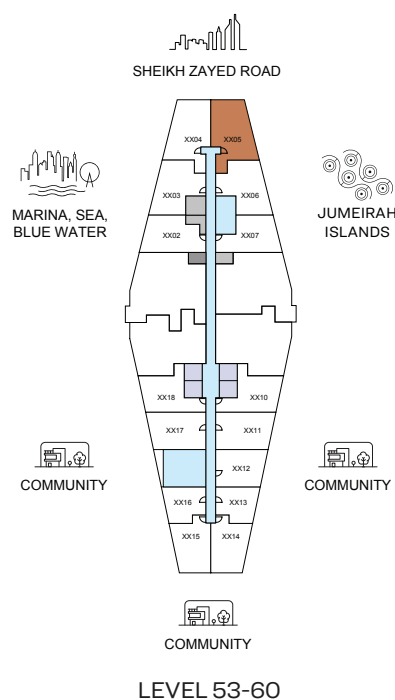 SHEIKH ZAYED ROAD
XX04
XX05
MARINA, SEA,
BLUE WATER
XX03
XX06
JUMEIRAH
ISLANDS
XX02
XX07
XX18
XX10
XX17
XX11
COMMUNITY
XX12
COMMUNITY
XX16
XX13
XX15
XX14
COMMUNITY
LEVEL 53-60